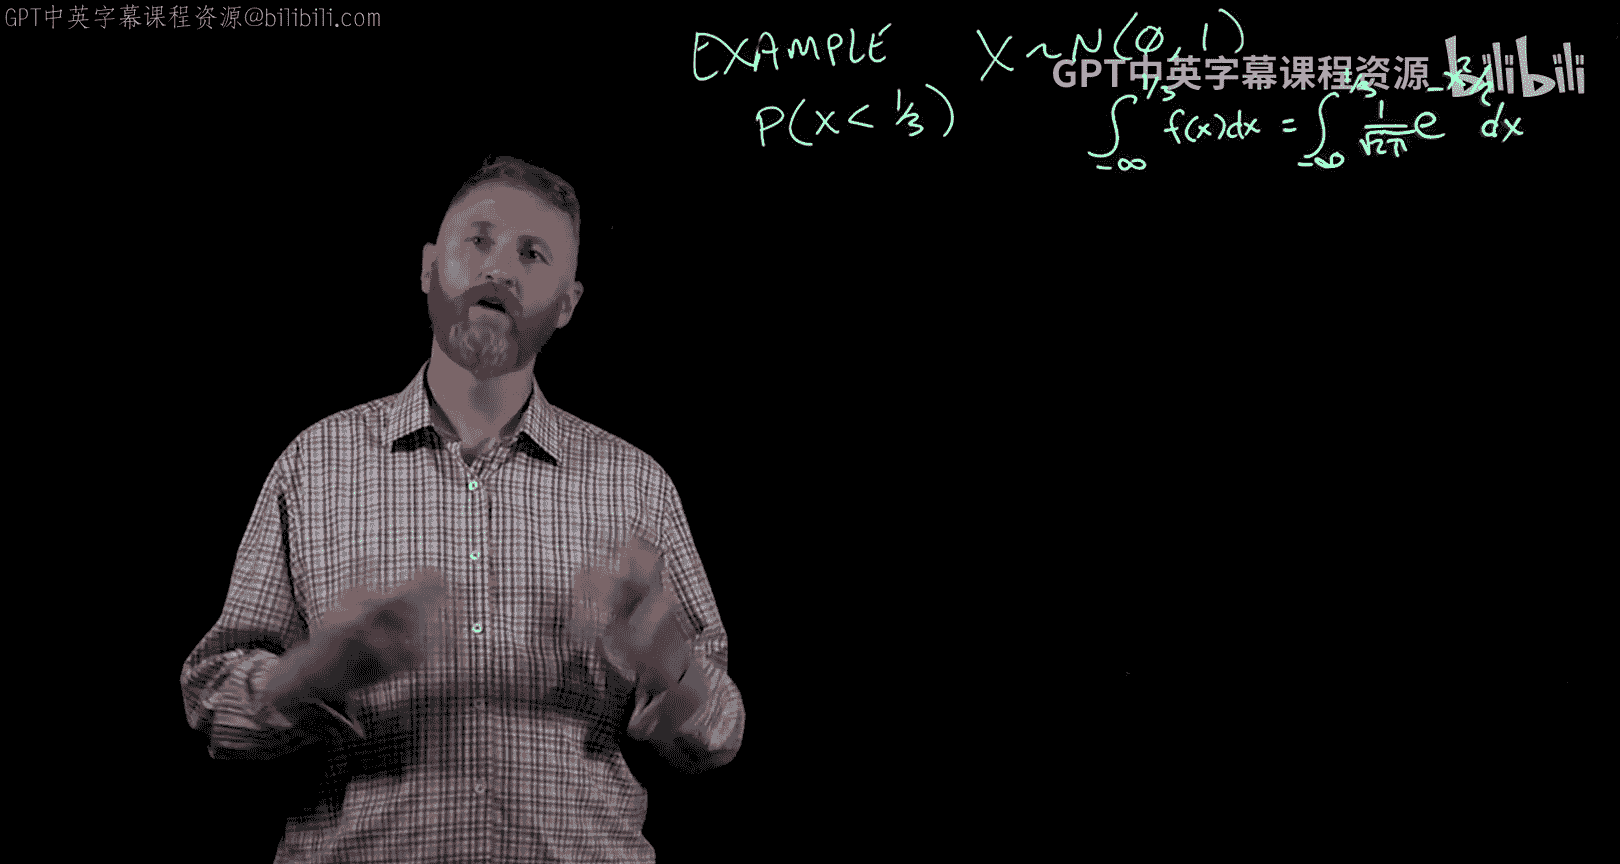 GPT中英字幕课程资源@bilibili.com
EXAMPLE X ~ N(0, 1)
GPT中英字幕课程资源 bilibili
P(X < 1/3) ∫_{-∞}^{1/3} f(x)dx = ∫_{-∞}^{1/3} 1/√2π e^{-x²/2} dx